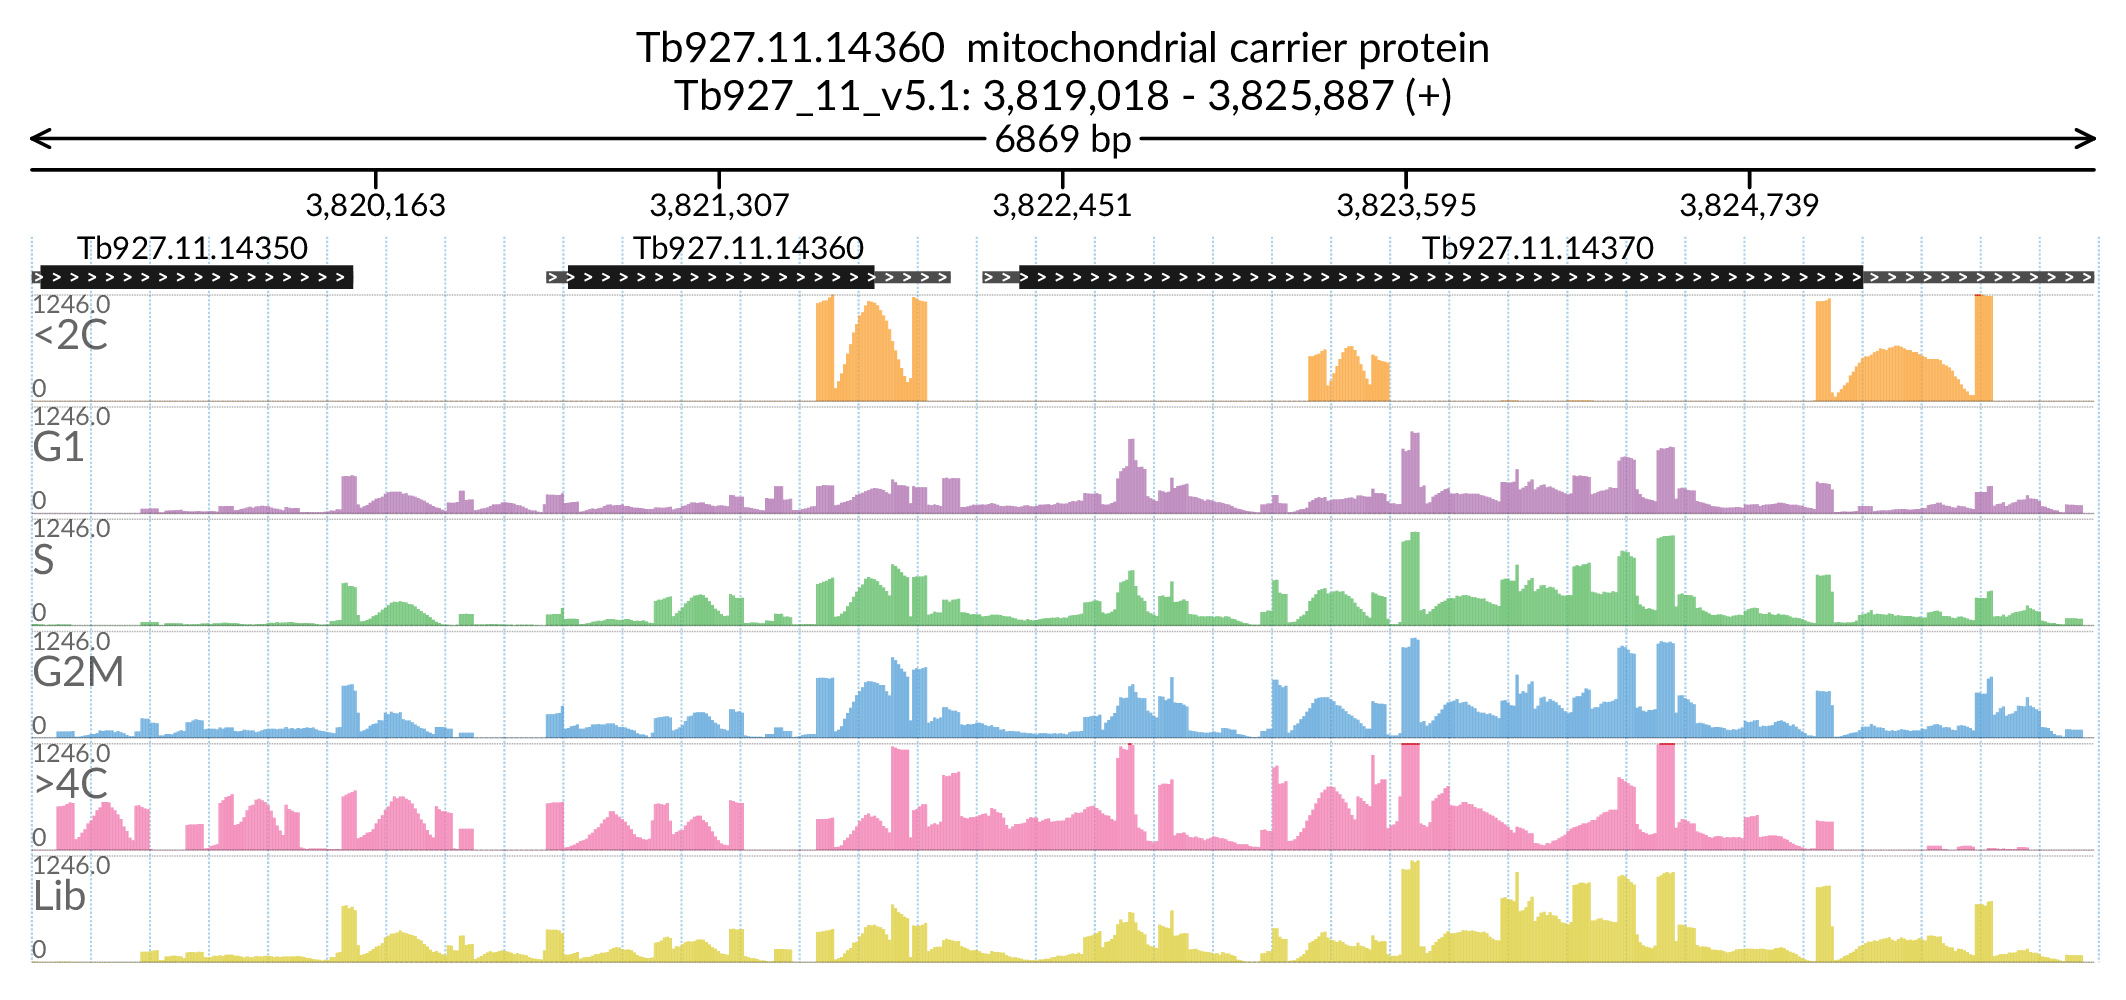 Tb927.11.14360  mitochondrial carrier protein
Tb927_11_v5.1: 3,819,018 - 3,825,887 (+)
6869 bp
3,820,163 3,821,307 3,822,451 3,823,595 3,824,739
Tb927.11.14350 Tb927.11.14360 Tb927.11.14370
1246.0
<2C
0
1246.0
G1
0
1246.0
S
0
1246.0
G2M
0
1246.0
>4C
0
1246.0
Lib
0